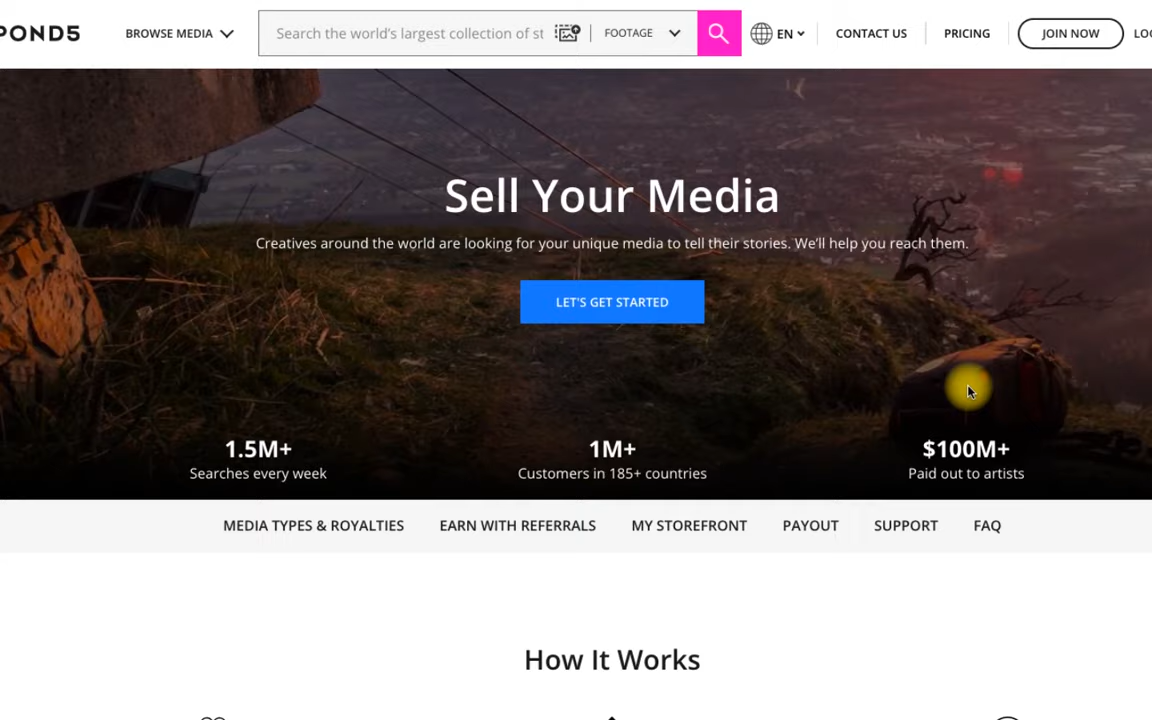 POND5
BROWSE MEDIA
Search the world's largest collection of st
FOOTAGE
EN
CONTACT US
PRICING
JOIN NOW
Sell Your Media
Creatives around the world are looking for your unique media to tell their stories. We'll help you reach them.
LET'S GET STARTED
1.5M+
Searches every week
1M+
Customers in 185+ countries
$100M+
Paid out to artists
MEDIA TYPES & ROYALTIES
EARN WITH REFERRALS
MY STOREFRONT
PAYOUT
SUPPORT
FAQ
How It Works